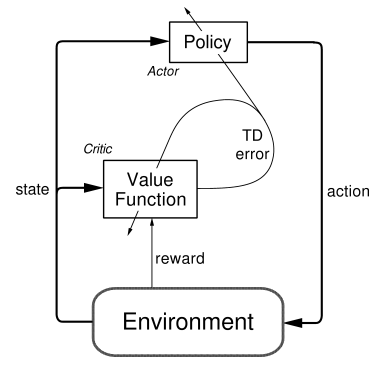 Policy
Actor
TD
error
Critic
Value
Function
state
action
reward
Environment